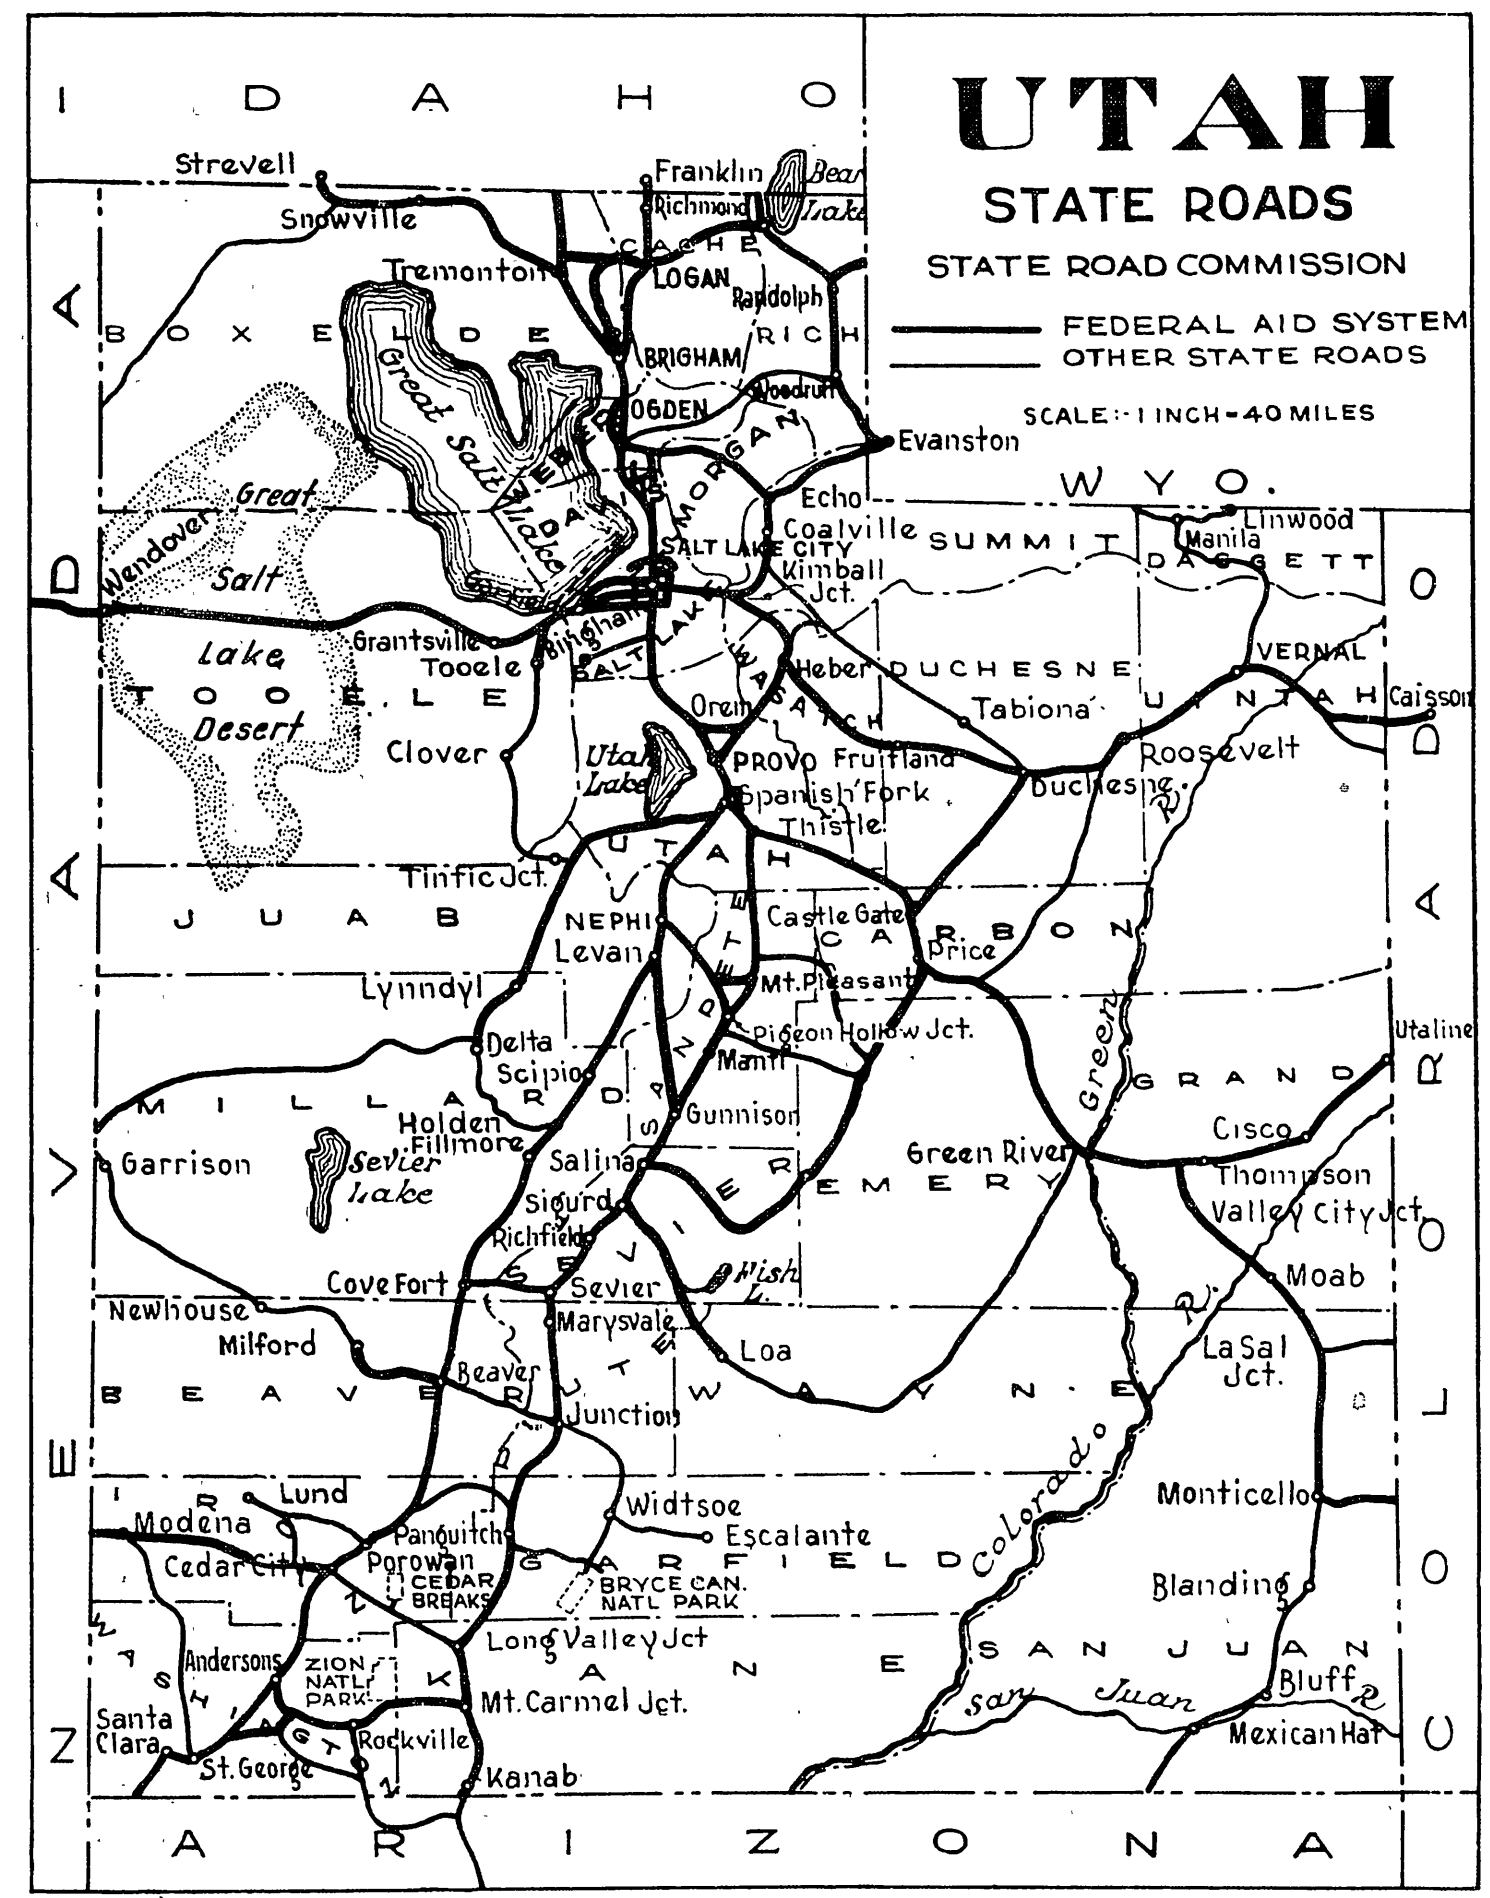 IDAHO
UTAH
STATE ROADS
STATE ROAD COMMISSION
FEDERAL AID SYSTEM
OTHER STATE ROADS
SCALE:-1 INCH=40 MILES
Strevell
Franklin
Bear
Lake
Richmond
Snowville
CACHE
Tremonton
LOGAN
Randolph
BOX ELDER
RICH
BRIGHAM
Woodruff
OGDEN
Great Salt Lake
WEBER
MORGAN
Evanston
WYO.
Great
Salt
Lake
Desert
Wendover
DAVIS
Echo
Coalville
SUMMIT
Linwood
Manila
DAGGETT
SALT LAKE CITY
Kimball
Jct.
Garfield
Bingham
Grantsville
Tooele
SALT LAKE
WASATCH
Heber
DUCHESNE
VERNAL
TOOELE
Orem
Tabiona
UINTAH
Caisson
Clover
Utah
Lake
PROVO
Fruitland
Roosevelt
Duchesne
Spanish Fork
Thistle
R.
UTAH
Tintic Jct.
JUAB
NEPHI
Castle Gate
CARBON
Levan
Price
Lynndyl
Mt. Pleasant
SANPETE
Pigeon Hollow Jct.
Green
Utaline
Delta
Scipio
Manti
MILLARD
GRAND
Holden
Gunnison
Fillmore
Cisco
Garrison
Sevier
Lake
Salina
Green River
Thompson
EMERY
Sigurd
Valley City Jct.
SEVIER
Richfield
Fish
L.
Cove Fort
Sevier
Moab
Newhouse
Marysvale
R.
Milford
Loa
La Sal
Jct.
Beaver
PIUTE
BEAVER
WAYNE
Junction
Colorado
IRON
Lund
Widtsoe
Monticello
Modena
Panguitch
Escalante
Cedar City
Porowan
GARFIELD
CEDAR
BREAKS
BRYCE CAN.
NATL PARK
Blanding
Long Valley Jct
SAN JUAN
Andersons
ZION
NATL
PARK
KANE
WASHINGTON
Mt. Carmel Jct.
San Juan R
Bluff
Santa
Clara
Rockville
Mexican Hat
St. George
Kanab
NEVADA
COLORADO
ARIZONA